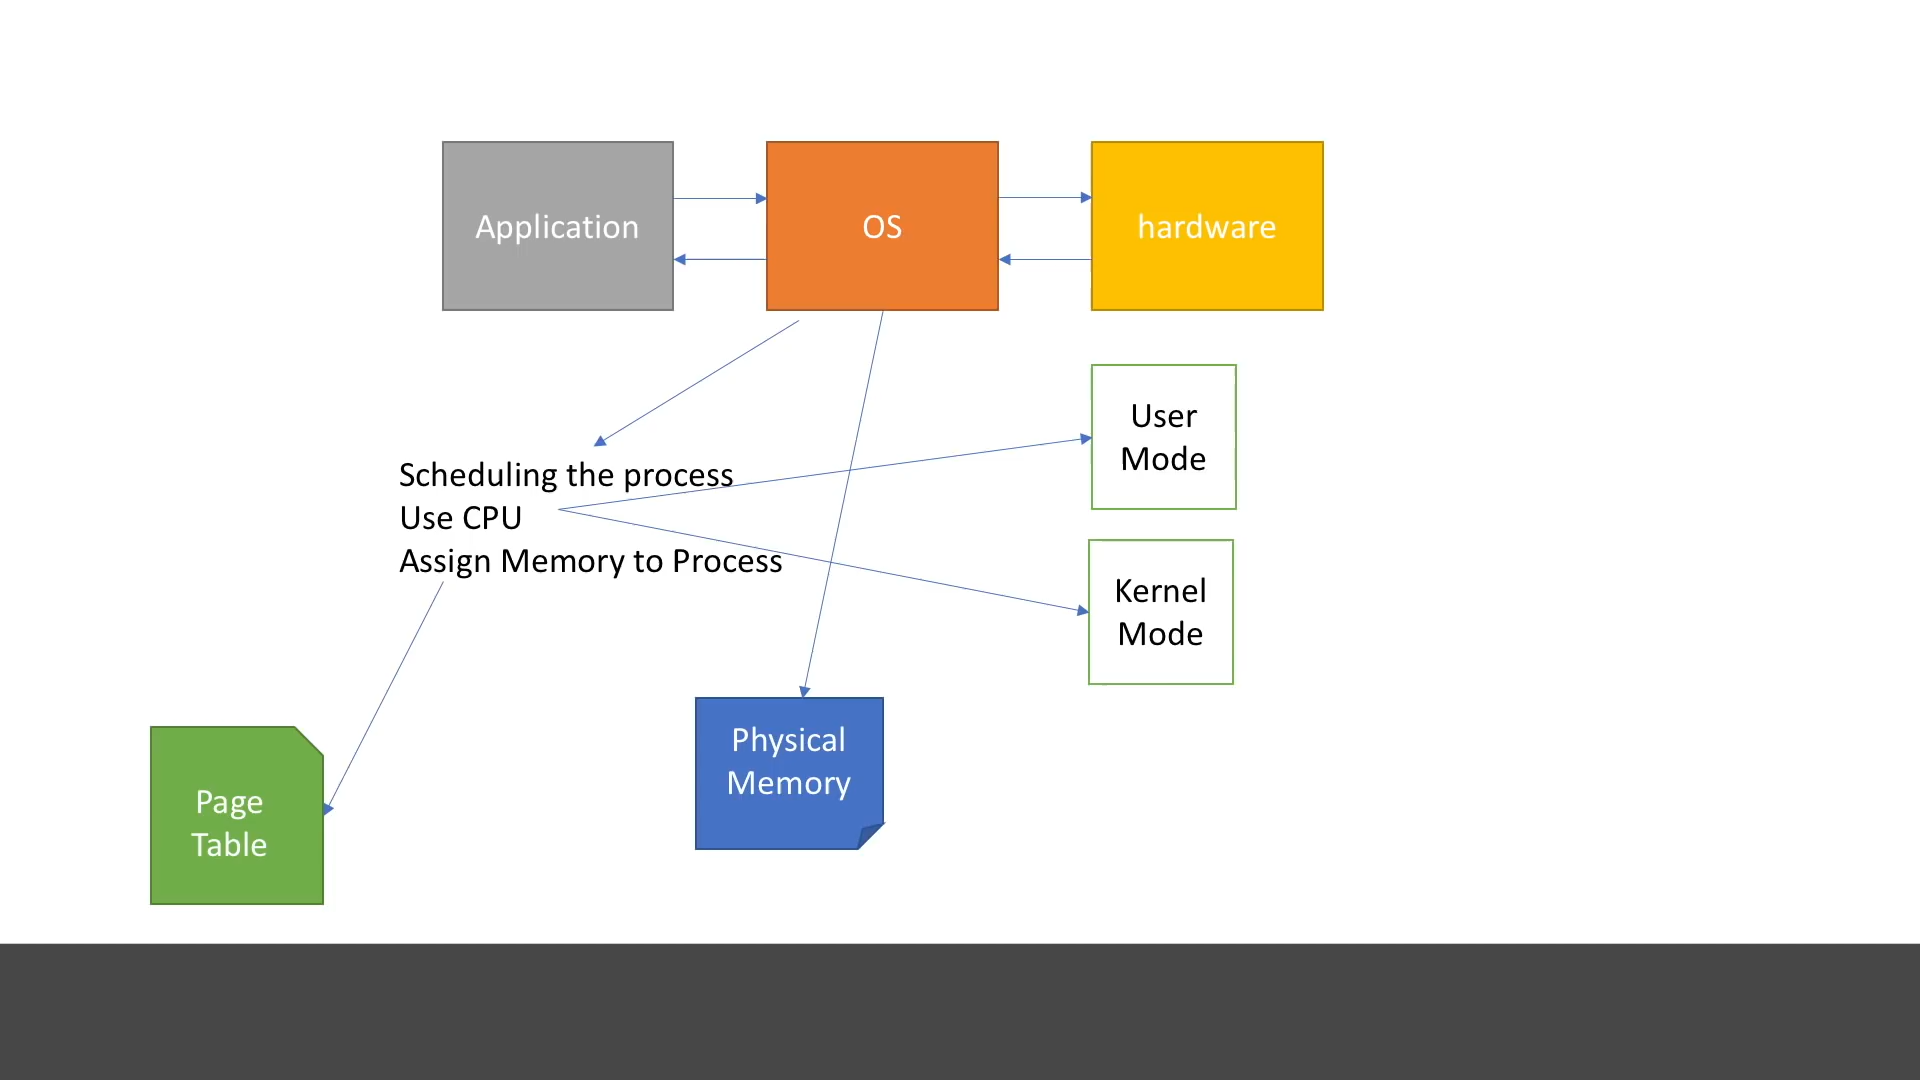 Application
OS
hardware
User
Mode
Scheduling the process
Use CPU
Assign Memory to Process
Kernel
Mode
Physical
Memory
Page
Table